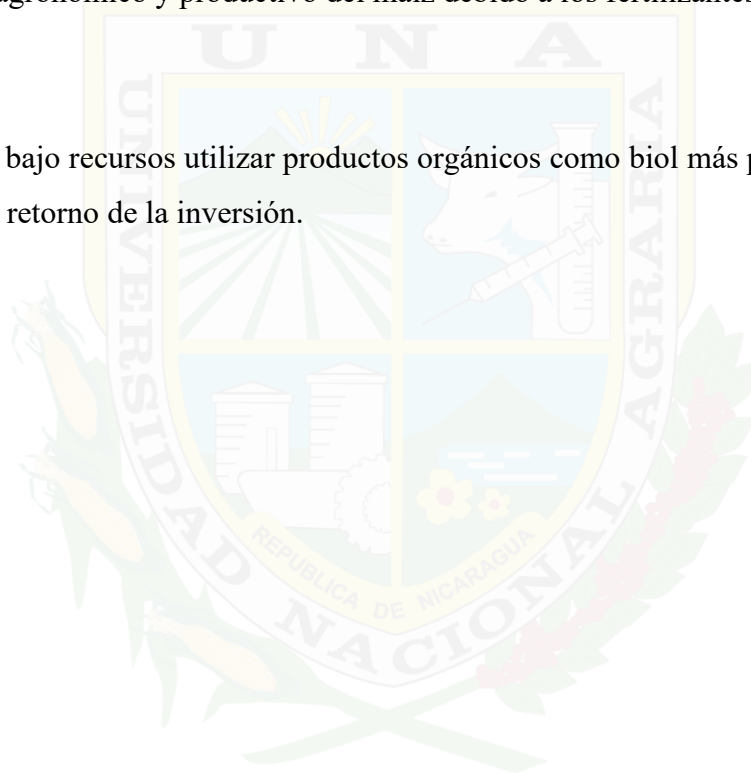 agronómico y productivo del maíz debido a los fertilizantes
bajo recursos utilizar productos orgánicos como biol más
retorno de la inversión.
U N A
UNIVERSIDAD NACIONAL AGRARIA
REPUBLICA DE NICARAGUA